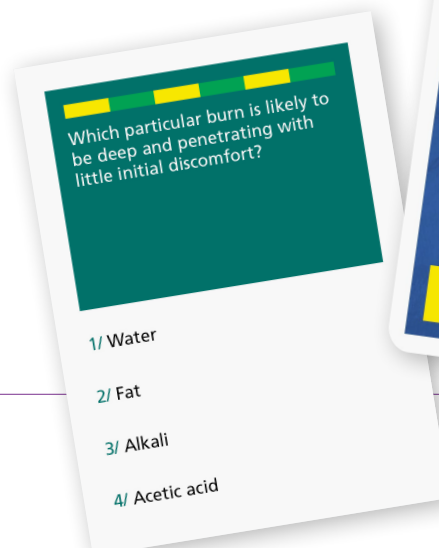 Which particular burn is likely to
be deep and penetrating with
little initial discomfort?
1/ Water
2/ Fat
3/ Alkali
4/ Acetic acid